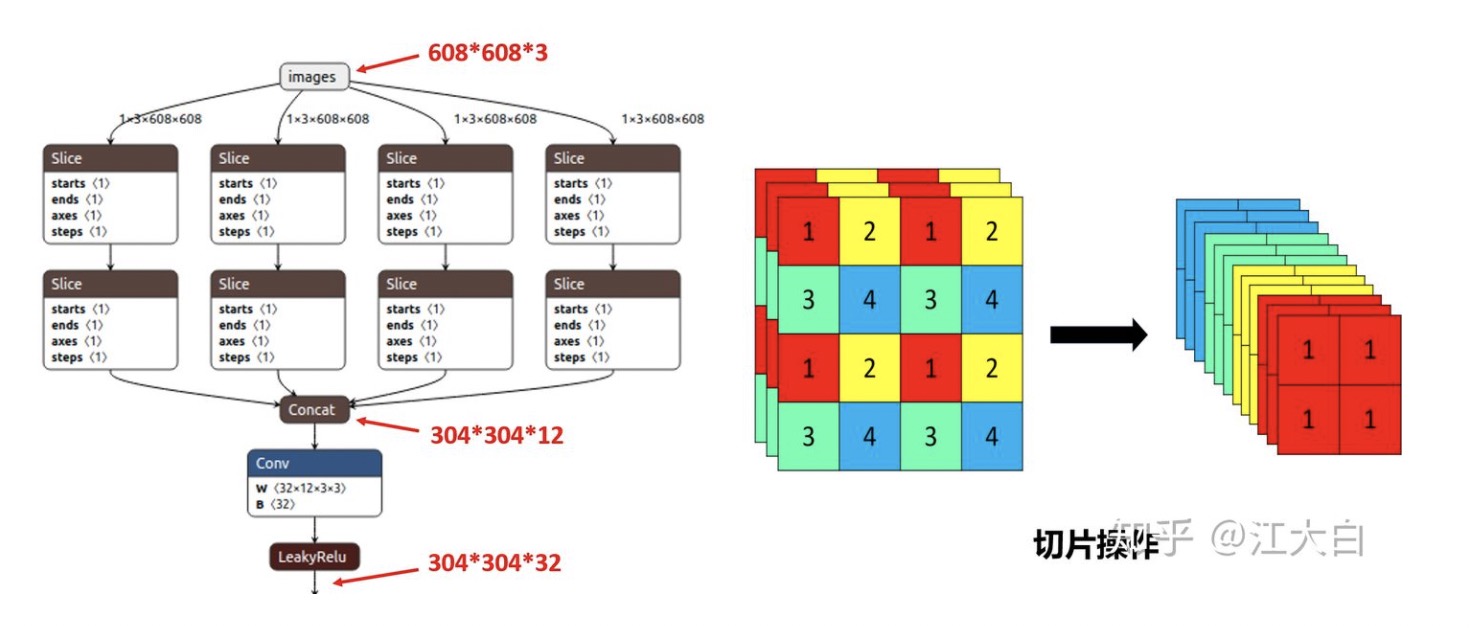 608*608*3
images
1×3×608×608 1×3×608×608 1×3×608×608 1×3×608×608
Slice Slice Slice Slice
starts 〈1〉 starts 〈1〉 starts 〈1〉 starts 〈1〉
ends 〈1〉 ends 〈1〉 ends 〈1〉 ends 〈1〉
axes 〈1〉 axes 〈1〉 axes 〈1〉 axes 〈1〉
steps 〈1〉 steps 〈1〉 steps 〈1〉 steps 〈1〉
Slice Slice Slice Slice
starts 〈1〉 starts 〈1〉 starts 〈1〉 starts 〈1〉
ends 〈1〉 ends 〈1〉 ends 〈1〉 ends 〈1〉
axes 〈1〉 axes 〈1〉 axes 〈1〉 axes 〈1〉
steps 〈1〉 steps 〈1〉 steps 〈1〉 steps 〈1〉
Concat
304*304*12
Conv
W 〈32×12×3×3〉
B 〈32〉
LeakyRelu
304*304*32
1 2 1 2
3 4 3 4
1 2 1 2
3 4 3 4
1 1
1 1
切片操作
知乎 @江大白